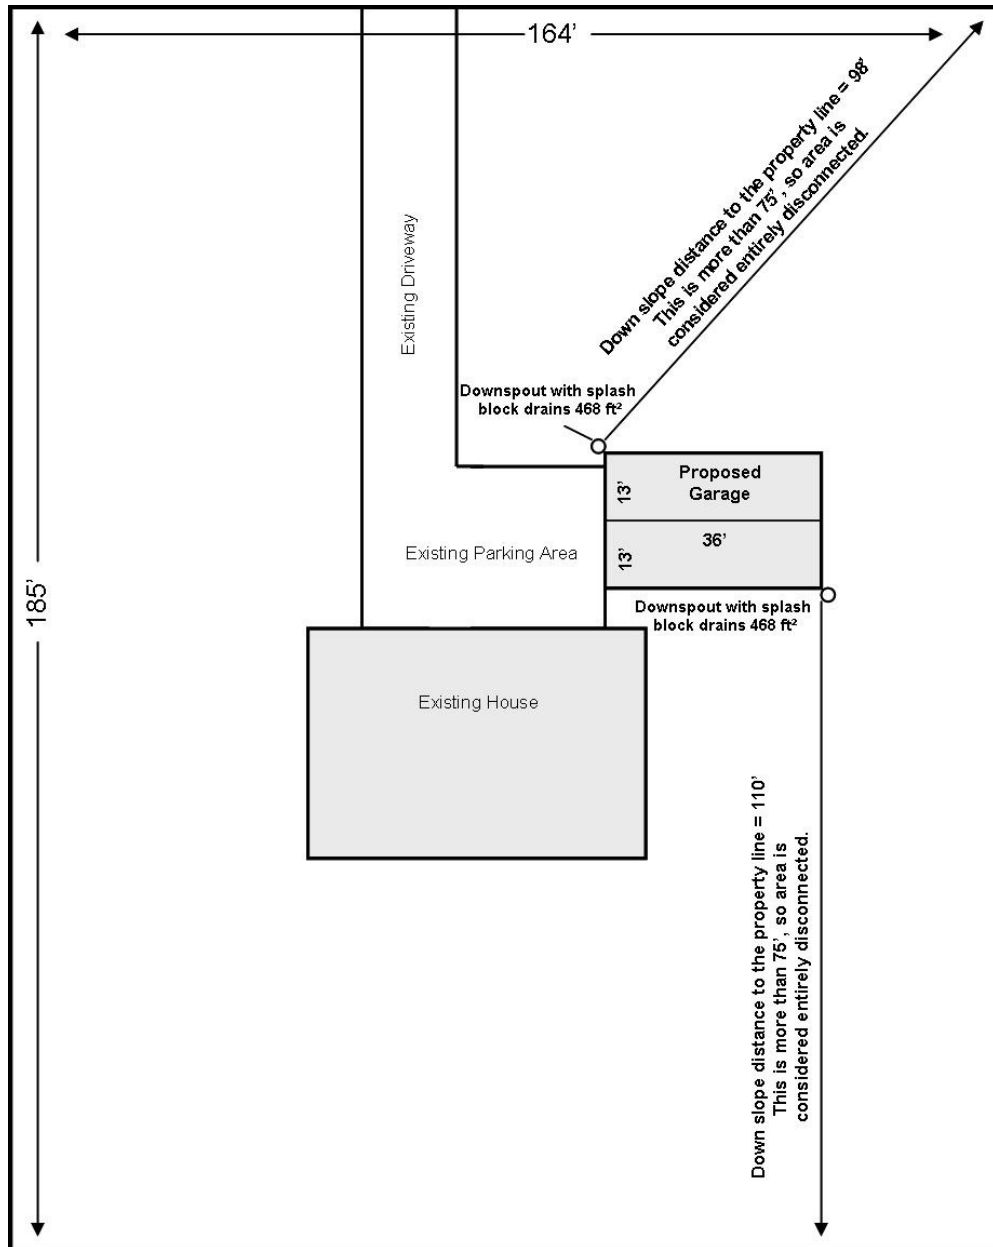 164’
Down slope distance to the property line = 98’
This is more than 75’, so area is
considered entirely disconnected.
Existing Driveway
Downspout with splash
block drains 468 ft²
Proposed
Garage
13’
36’
13’
Existing Parking Area
185’
Downspout with splash
block drains 468 ft²
Existing House
Down slope distance to the property line = 110’
This is more than 75’, so area is
considered entirely disconnected.